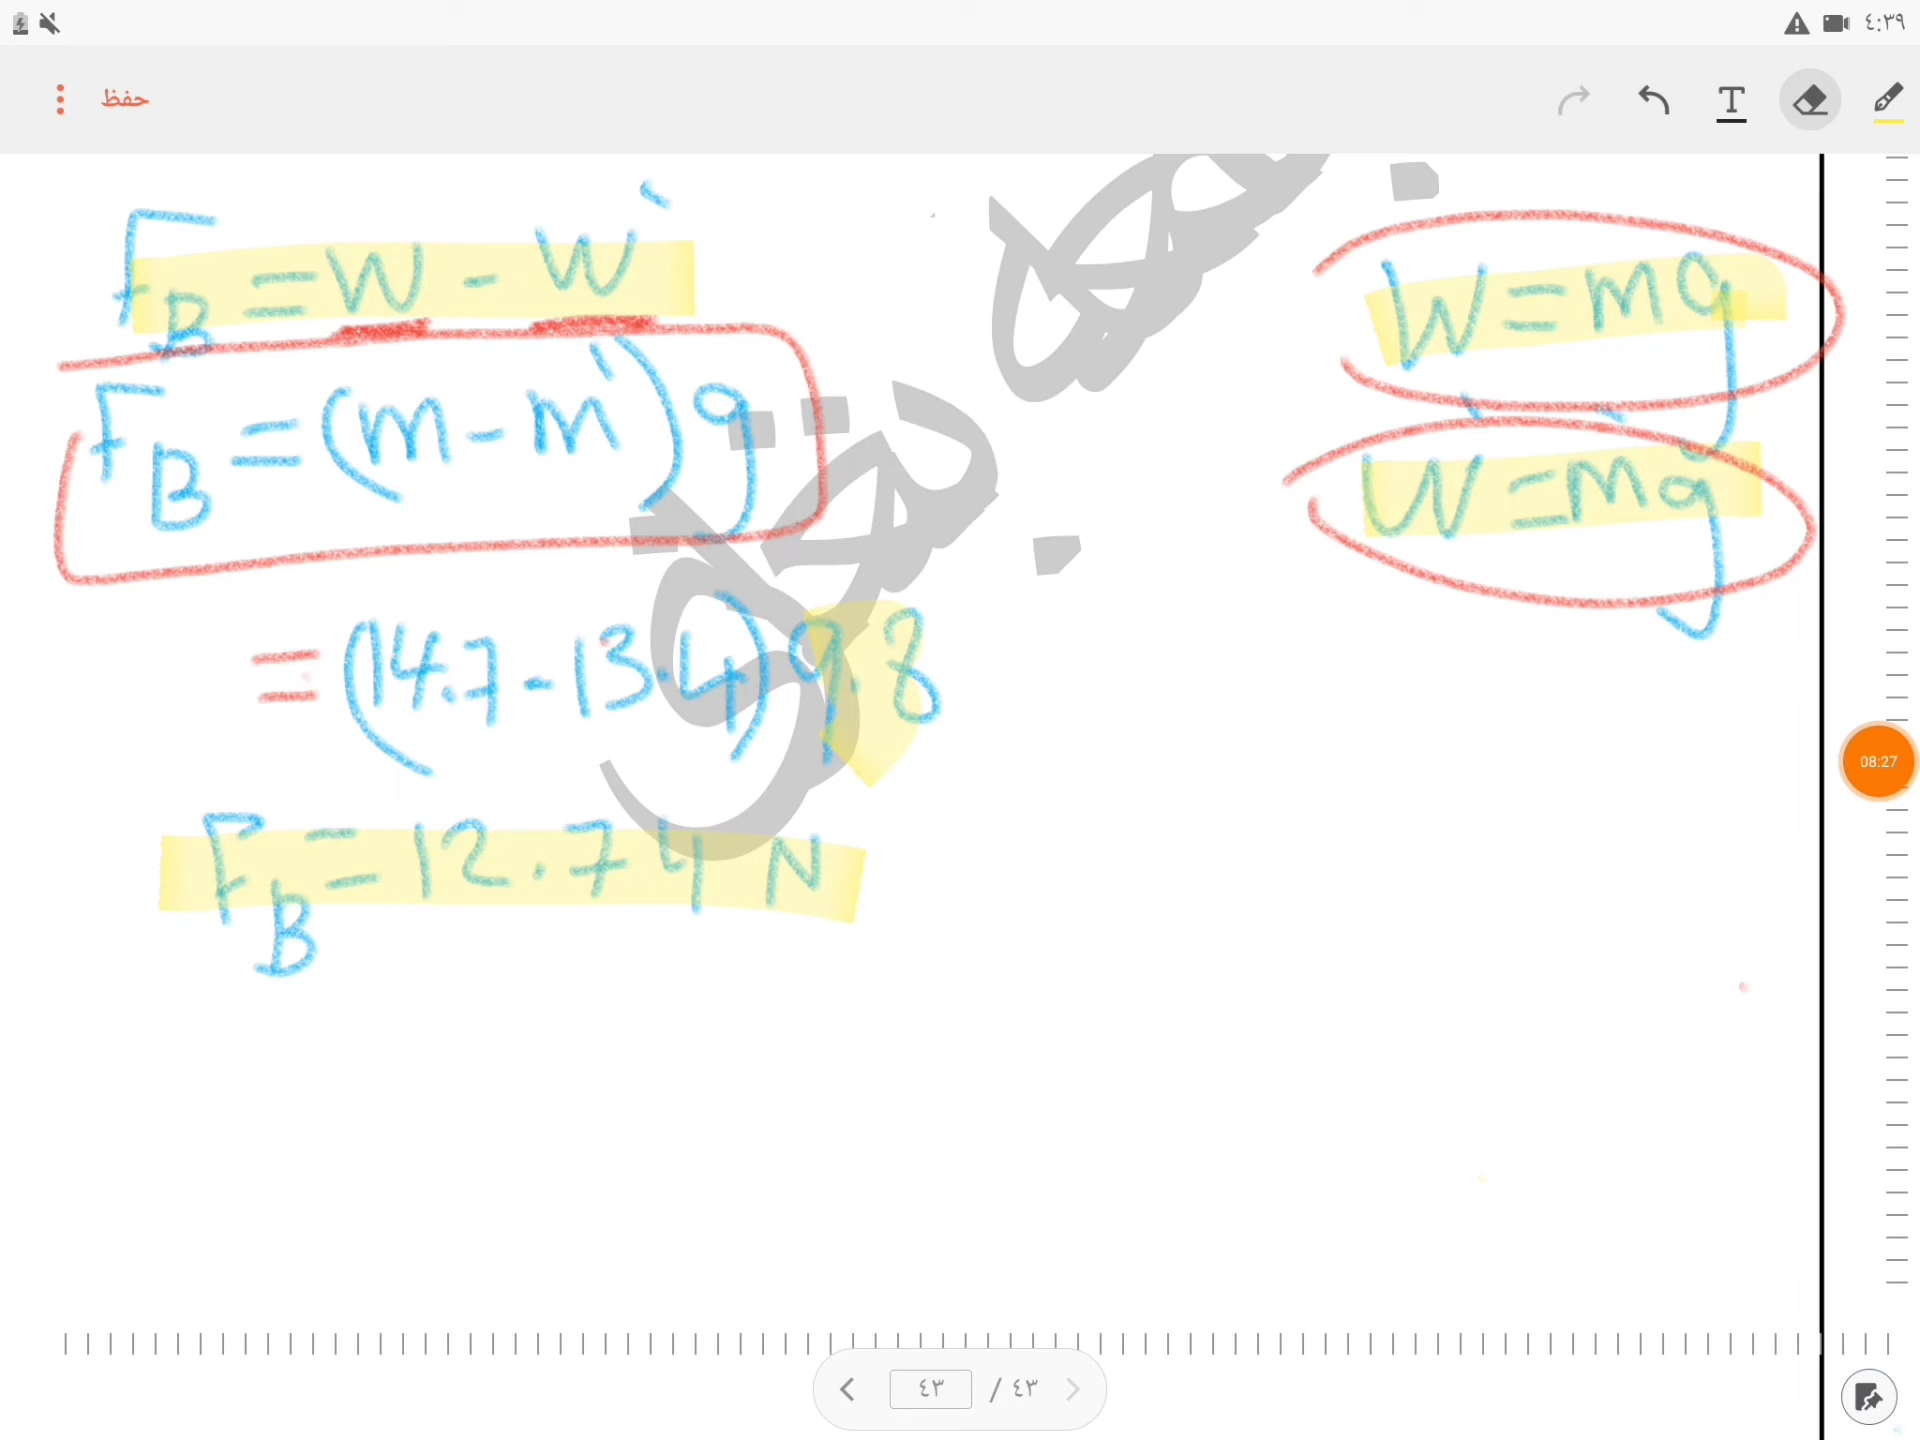 ٤:٣٩
حفظ
F_B = W - W`
W = mg
F_B = (m - m`)g
W` = m`g
= (14.7 - 13.4) 9.8
08:27
F_B = 12.74 N
٤٣ / ٤٣